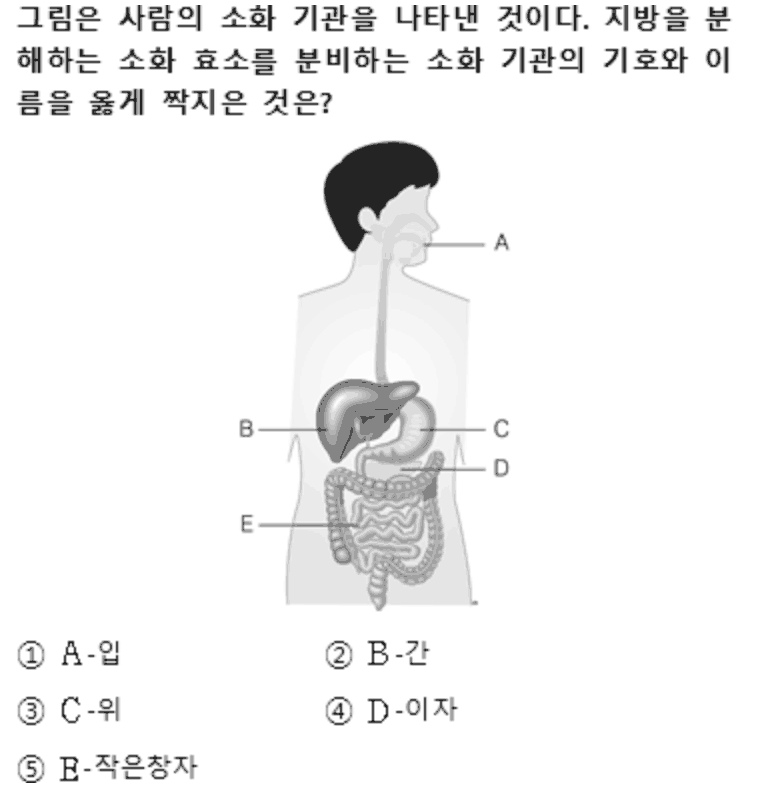 그림은 사람의 소화 기관을 나타낸 것이다. 지방을 분
해하는 소화 효소를 분비하는 소화 기관의 기호와 이
름을 옳게 짝지은 것은?
A
B
C
D
E
① A-입 ② B-간
③ C-위 ④ D-이자
⑤ E-작은창자